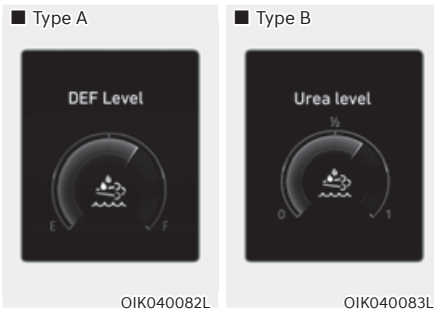 ■ Type A
DEF Level
E
F
OIK040082L
■ Type B
Urea level
½
0
1
OIK040083L